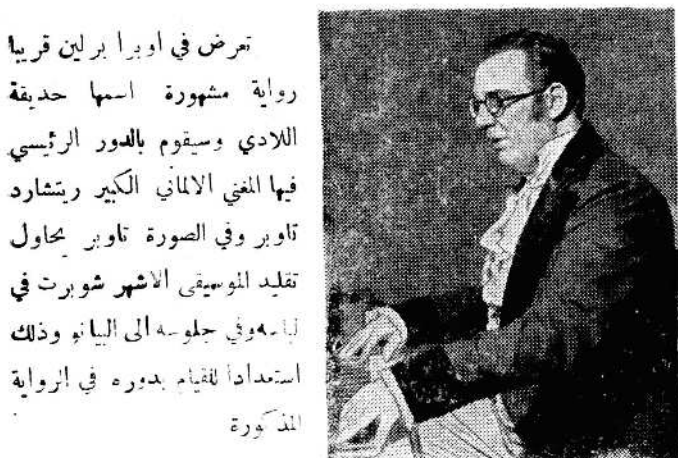 تعرض في اوبرا برلين قريبا
رواية مشهورة اسمها حديقة
اللادي وسيقوم بالدور الرئيسي
فيها المغني الالماني الكبير ريتشارد
تاوبر وفي الصورة تاوبر يحاول
تقليد الموسيقى الاشهر شوبرت في
لباسه وفي جلوسه الى البيانو وذلك
استعدادا للقيام بدوره في الرواية
المذكورة